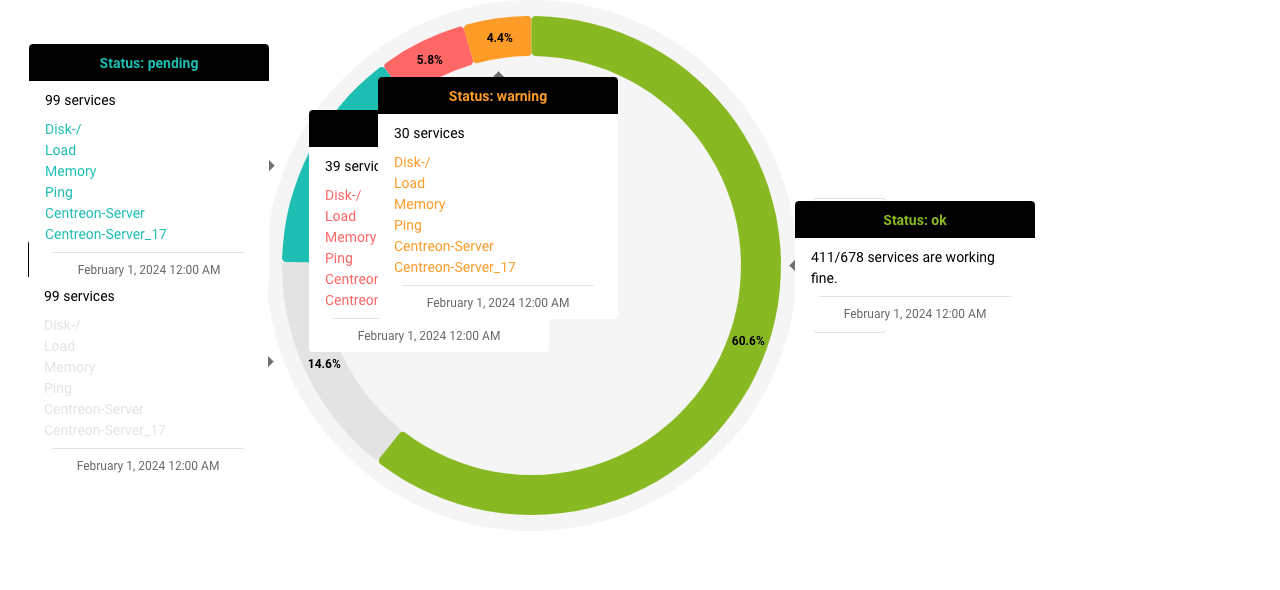 4.4%
5.8%
Status: pending
99 services
Disk-/
Load
Memory
Ping
Centreon-Server
Centreon-Server_17
February 1, 2024 12:00 AM
99 services
Disk-/
Load
Memory
Ping
Centreon-Server
Centreon-Server_17
February 1, 2024 12:00 AM
39
Disk-/
Load
Memory
Ping
February 1, 2024 12:00 AM
14.6%
Status: warning
30 services
Disk-/
Load
Memory
Ping
Centreon-Server
Centreon-Server_17
February 1, 2024 12:00 AM
60.6%
Status: ok
411/678 services are working
fine.
February 1, 2024 12:00 AM